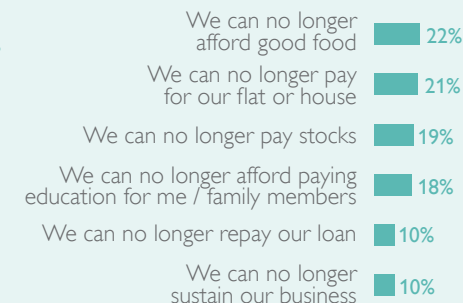 We can no longer
afford good food
22%
We can no longer pay
for our flat or house
21%
We can no longer pay stocks
19%
We can no longer afford paying
education for me / family members
18%
We can no longer repay our loan
10%
We can no longer
sustain our business
10%